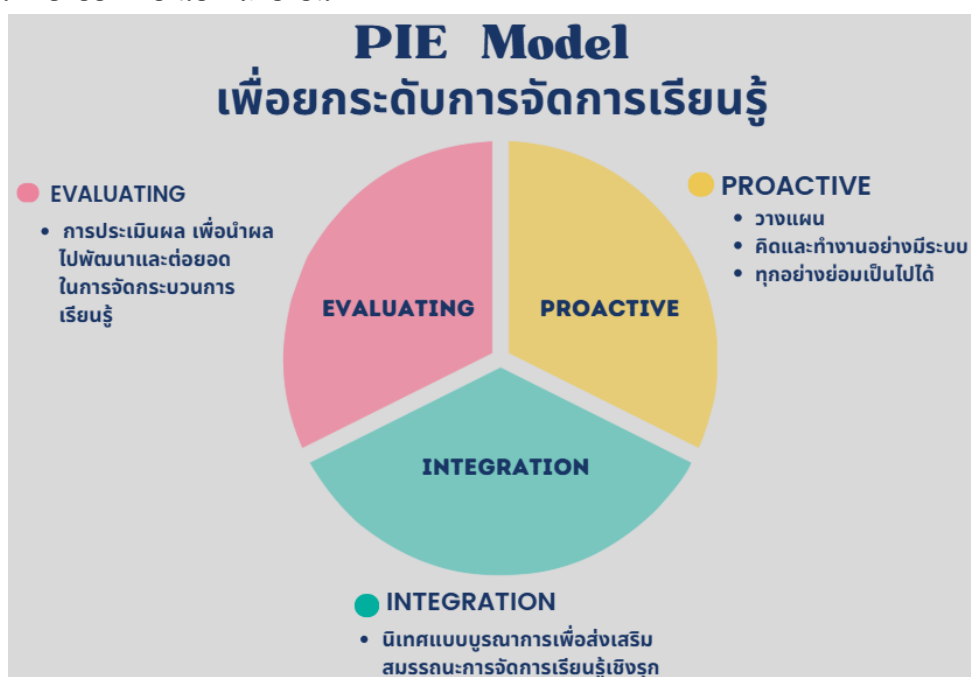 PIE Model
เพื่อยกระดับการจัดการเรียนรู้
EVALUATING
• การประเมินผล เพื่อนำผล
ไปพัฒนาและต่อยอด
ในการจัดกระบวนการ
เรียนรู้
PROACTIVE
• วางแผน
• คิดและทำงานอย่างมีระบบ
• ทุกอย่างย่อมเป็นไปได้
EVALUATING
PROACTIVE
INTEGRATION
INTEGRATION
• นิเทศแบบบูรณาการเพื่อส่งเสริม
สมรรถนะการจัดการเรียนรู้เชิงรุก